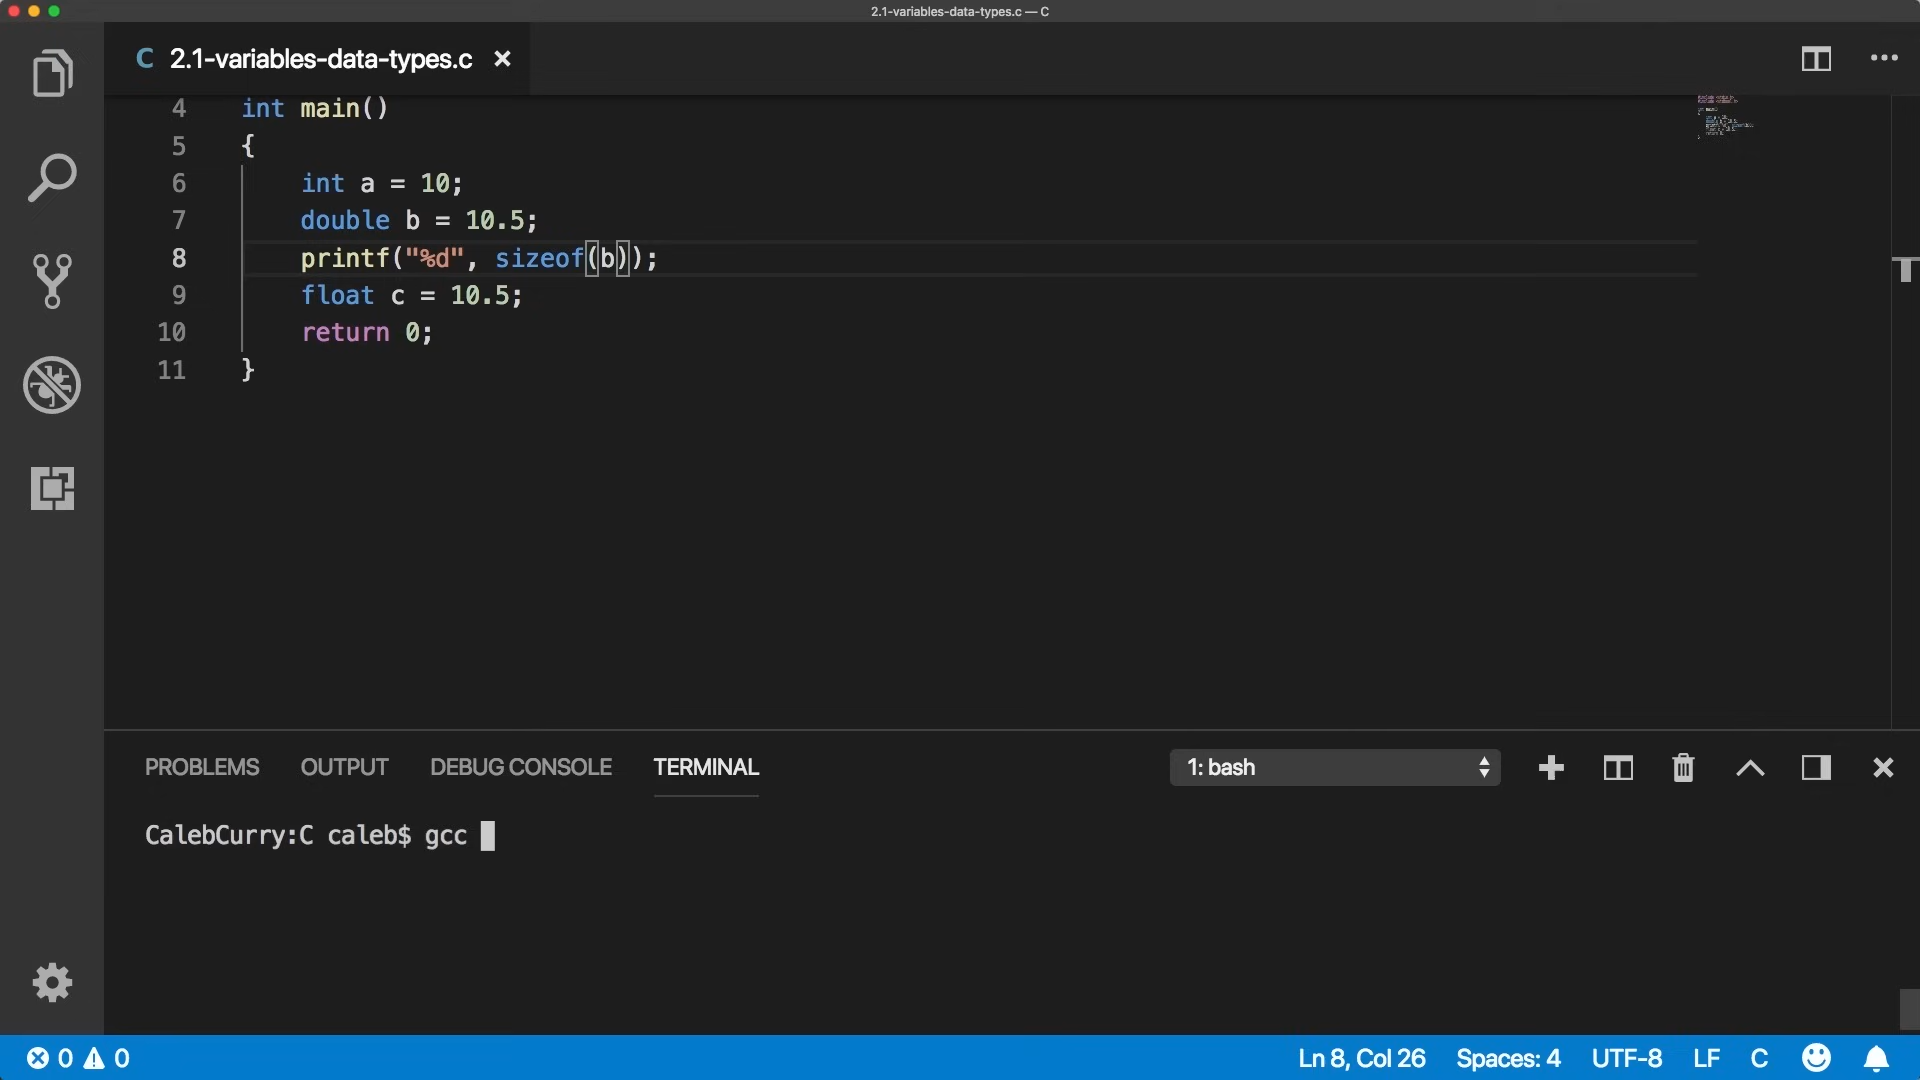 2.1-variables-data-types.c — C
C 2.1-variables-data-types.c
4 int main()
5 {
6 int a = 10;
7 double b = 10.5;
8 printf("%d", sizeof(b));
9 float c = 10.5;
10 return 0;
11 }
PROBLEMS OUTPUT DEBUG CONSOLE TERMINAL 1: bash
CalebCurry:C caleb$ gcc
0 0 Ln 8, Col 26 Spaces: 4 UTF-8 LF C